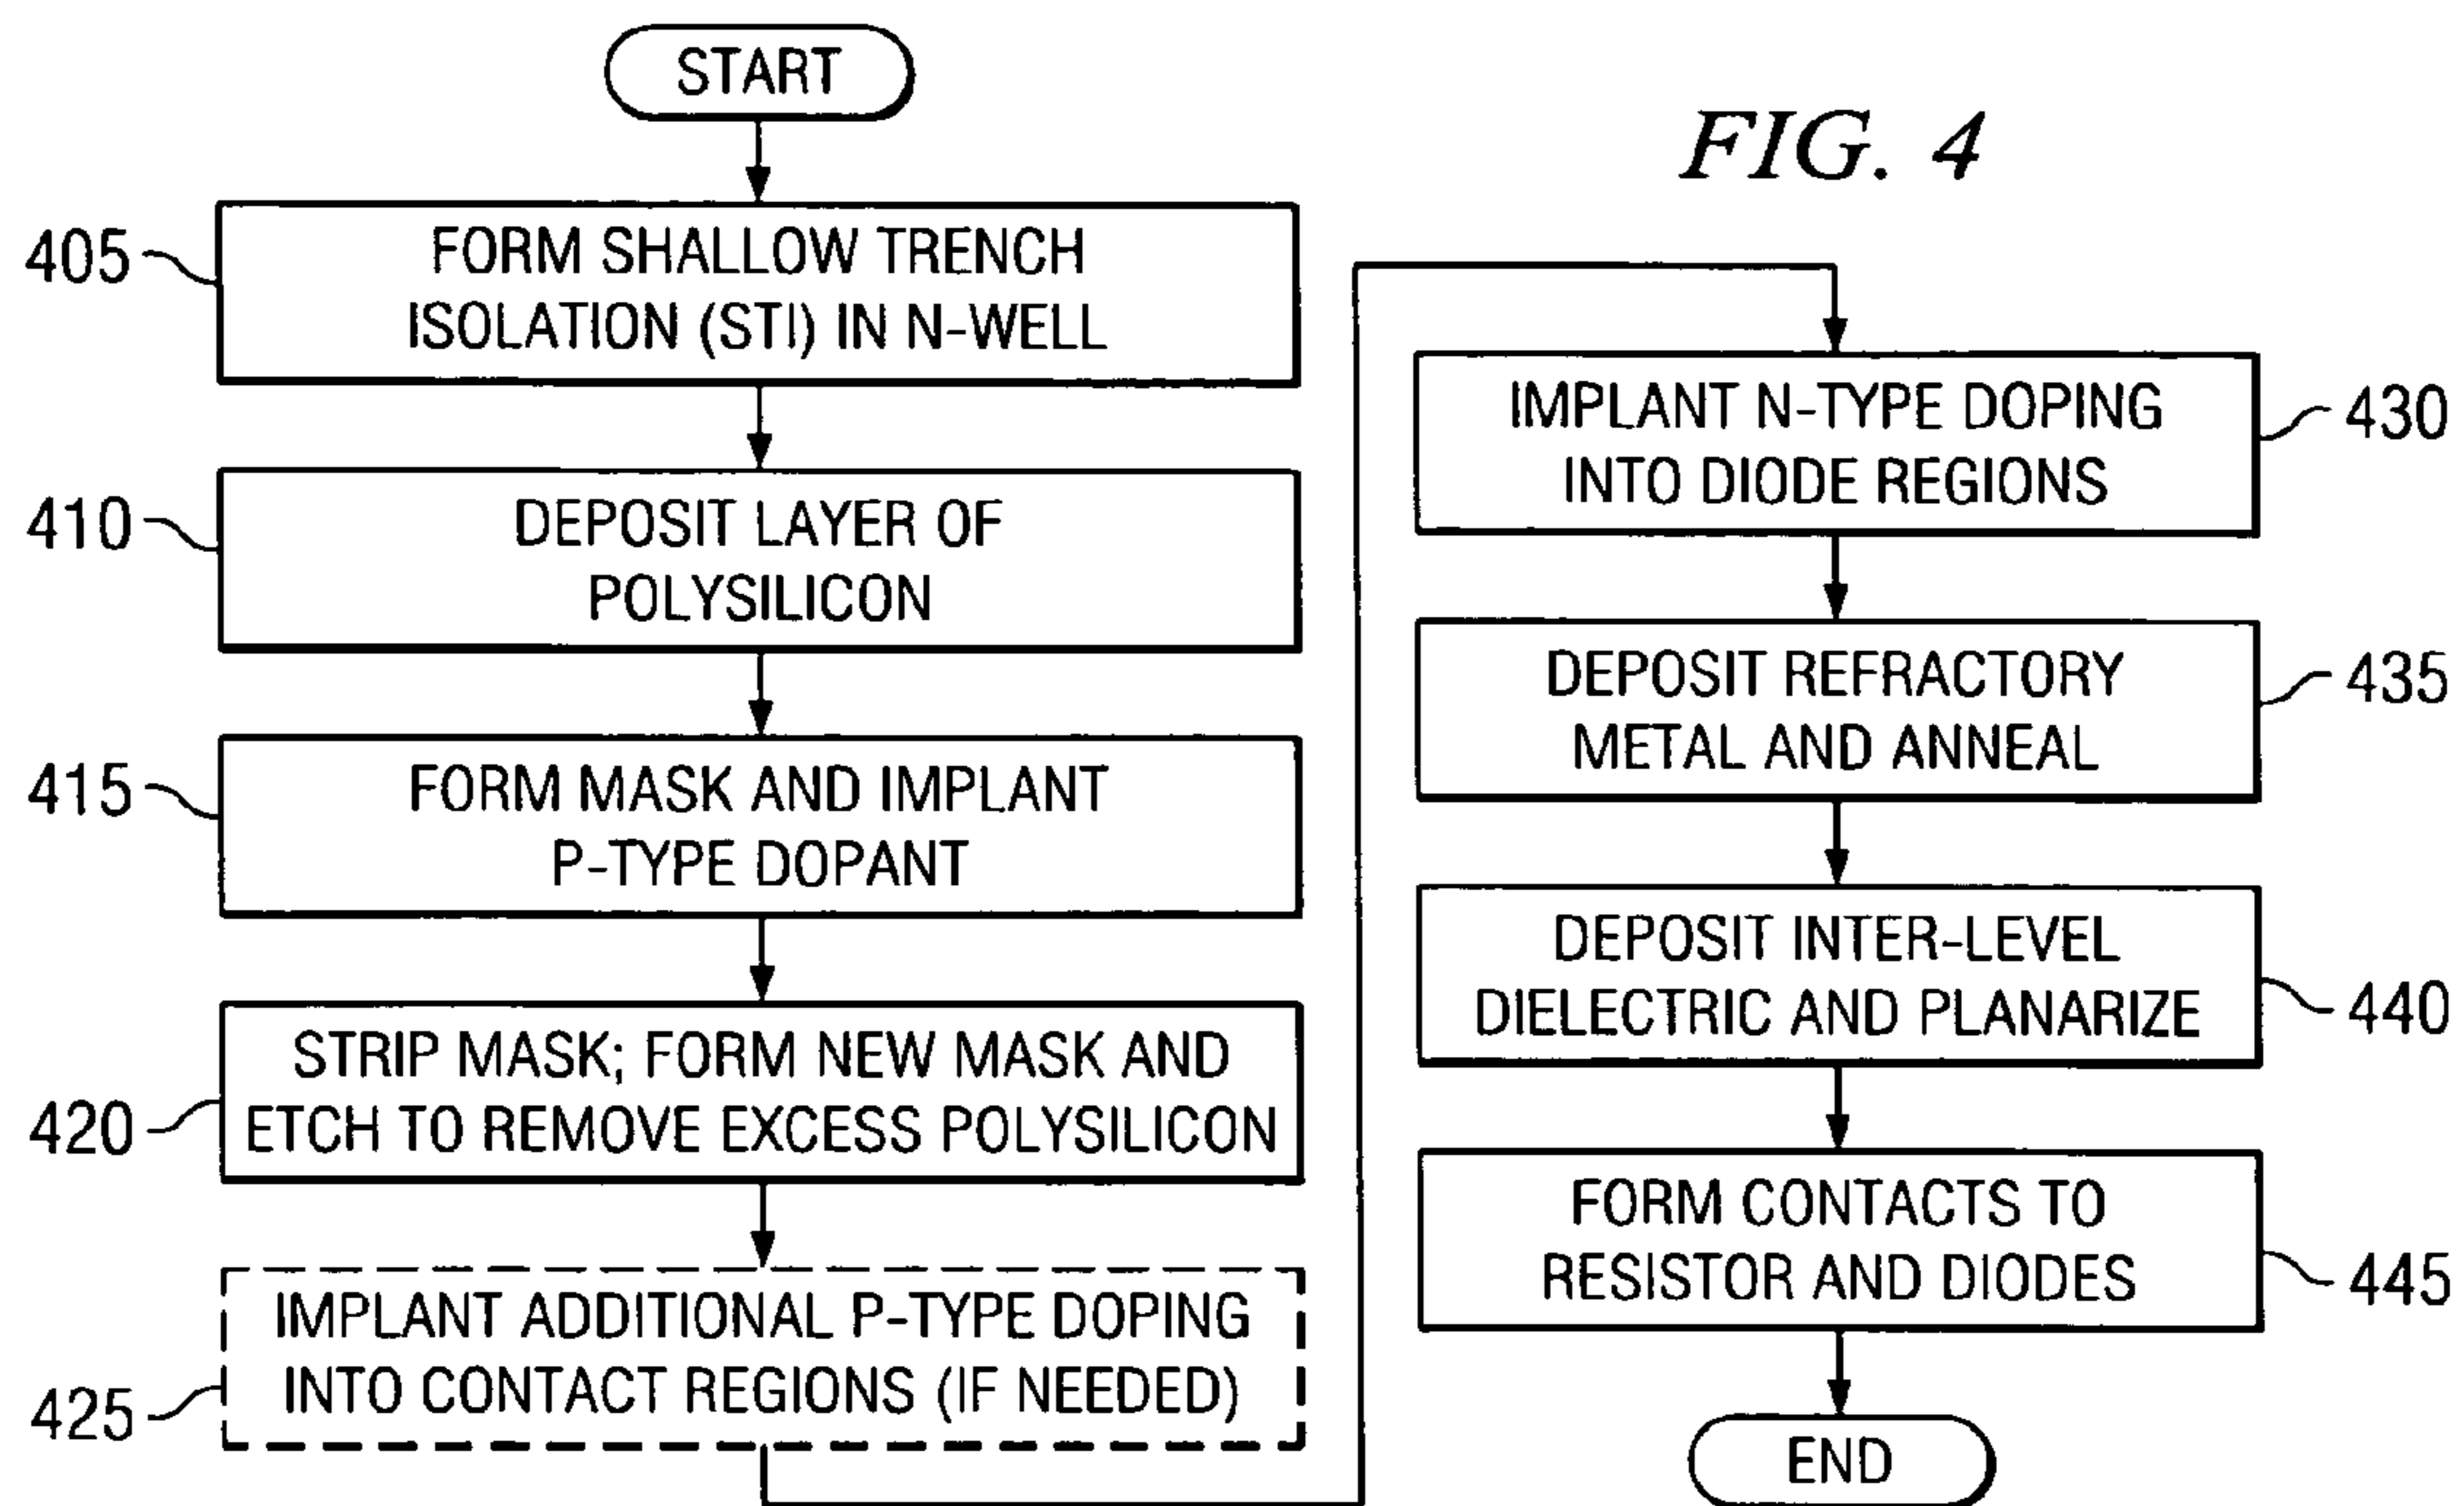 START
FIG. 4
405
FORM SHALLOW TRENCH
ISOLATION (STI) IN N-WELL
410
DEPOSIT LAYER OF
POLYSILICON
415
FORM MASK AND IMPLANT
P-TYPE DOPANT
420
STRIP MASK; FORM NEW MASK AND
ETCH TO REMOVE EXCESS POLYSILICON
425
IMPLANT ADDITIONAL P-TYPE DOPING
INTO CONTACT REGIONS (IF NEEDED)
IMPLANT N-TYPE DOPING
INTO DIODE REGIONS
430
DEPOSIT REFRACTORY
METAL AND ANNEAL
435
DEPOSIT INTER-LEVEL
DIELECTRIC AND PLANARIZE
440
FORM CONTACTS TO
RESISTOR AND DIODES
445
END